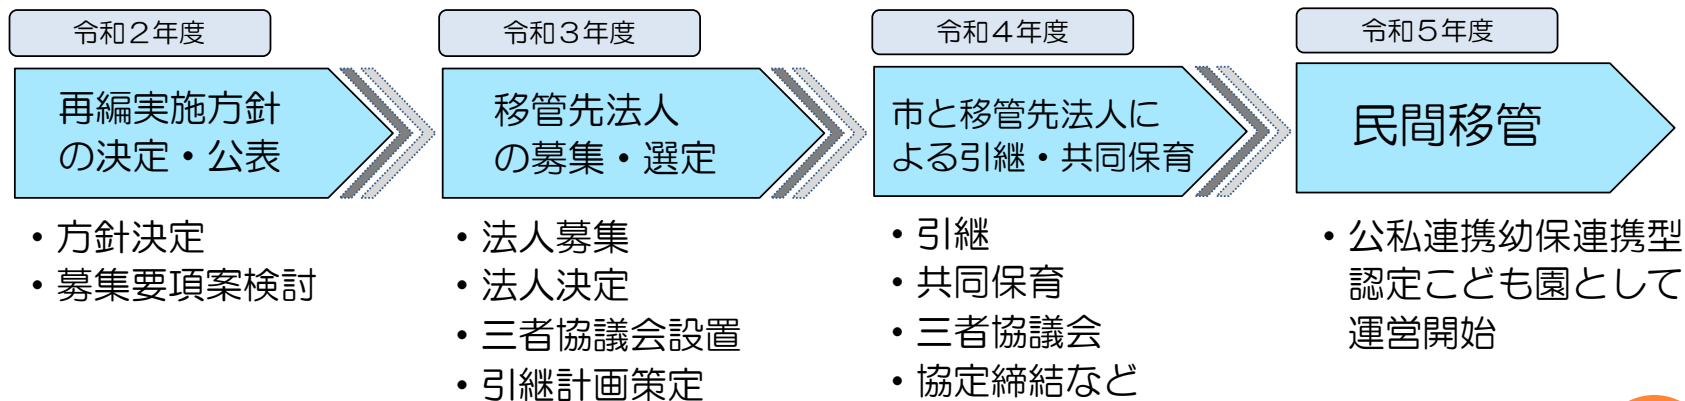 令和２年度
再編実施方針
の決定・公表
・方針決定
・募集要項案検討
令和３年度
移管先法人
の募集・選定
・法人募集
・法人決定
・三者協議会設置
・引継計画策定
令和４年度
市と移管先法人に
よる引継・共同保育
・引継
・共同保育
・三者協議会
・協定締結など
令和５年度
民間移管
・公私連携幼保連携型
認定こども園として
運営開始